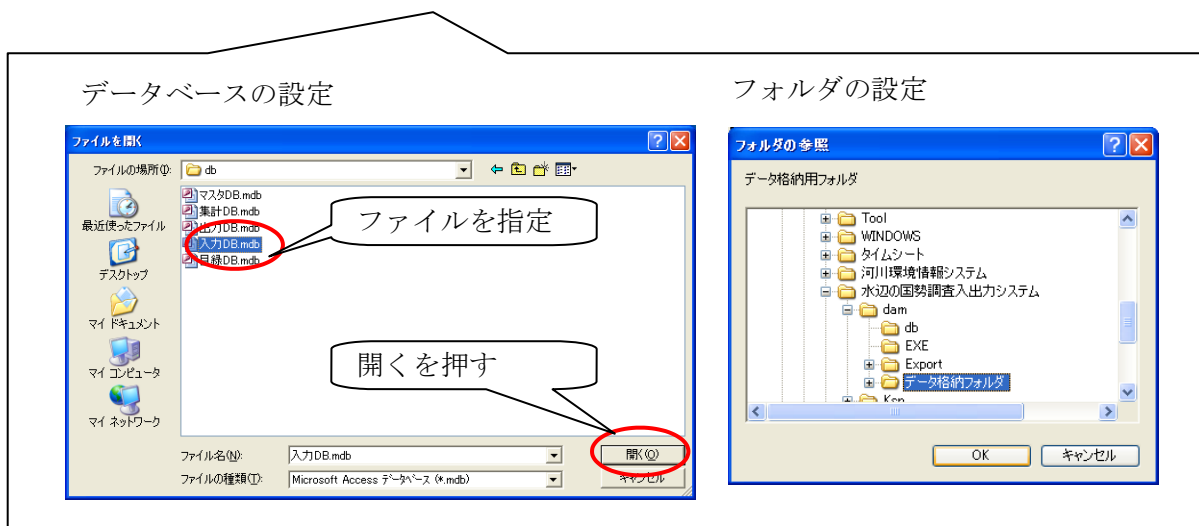 データベースの設定
ファイルを開く
ファイルの場所(I):
db
マスタDB.mdb
集計DB.mdb
出力DB.mdb
入力DB.mdb
目録DB.mdb
ファイルを指定
最近使ったファイル
デスクトップ
マイ ドキュメント
マイ コンピュータ
マイ ネットワーク
開くを押す
ファイル名(N):
入力DB.mdb
開く(O)
ファイルの種類(T):
Microsoft Access データベース (*.mdb)
キャンセル
フォルダの設定
フォルダの参照
データ格納用フォルダ
Tool
WINDOWS
タイムシート
河川環境情報システム
水辺の国勢調査入出力システム
dam
db
EXE
Export
データ格納フォルダ
Ksn
OK
キャンセル